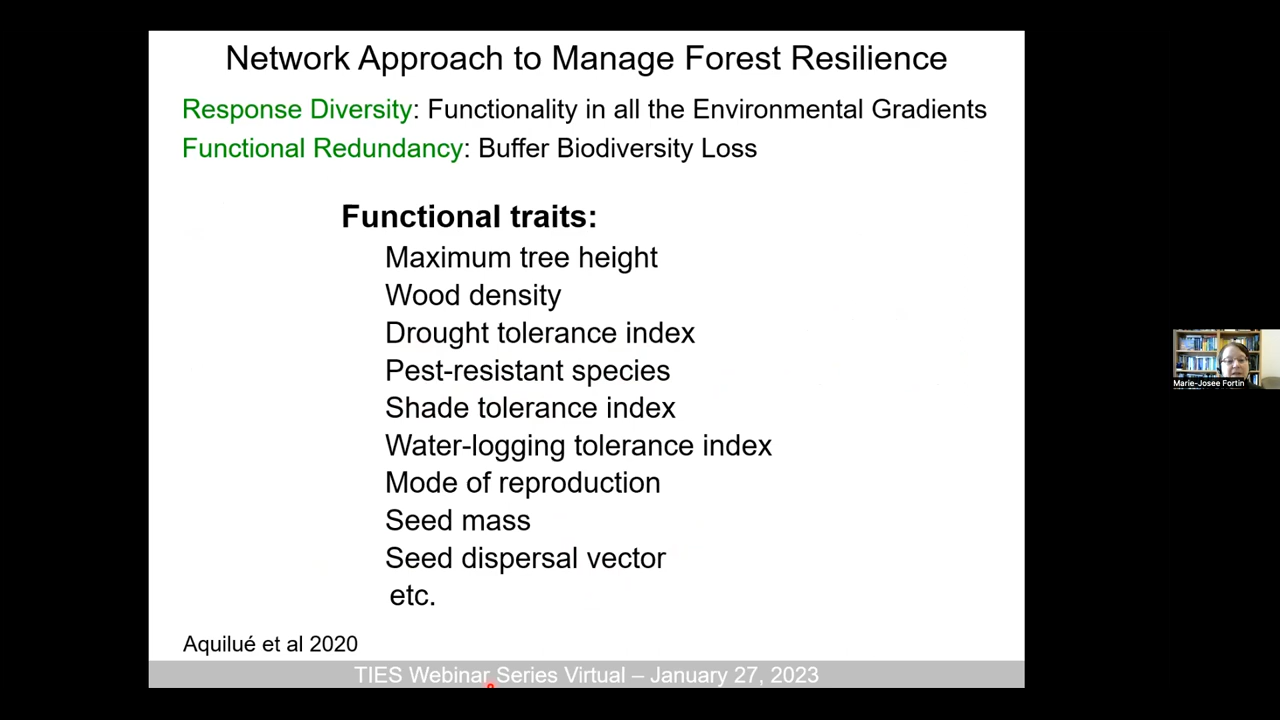 Network Approach to Manage Forest Resilience
Response Diversity: Functionality in all the Environmental Gradients
Functional Redundancy: Buffer Biodiversity Loss
Functional traits:
Maximum tree height
Wood density
Drought tolerance index
Pest-resistant species
Shade tolerance index
Water-logging tolerance index
Mode of reproduction
Seed mass
Seed dispersal vector
etc.
Aquilué et al 2020
TIES Webinar Series Virtual – January 27, 2023
Marie-Josee Fortin